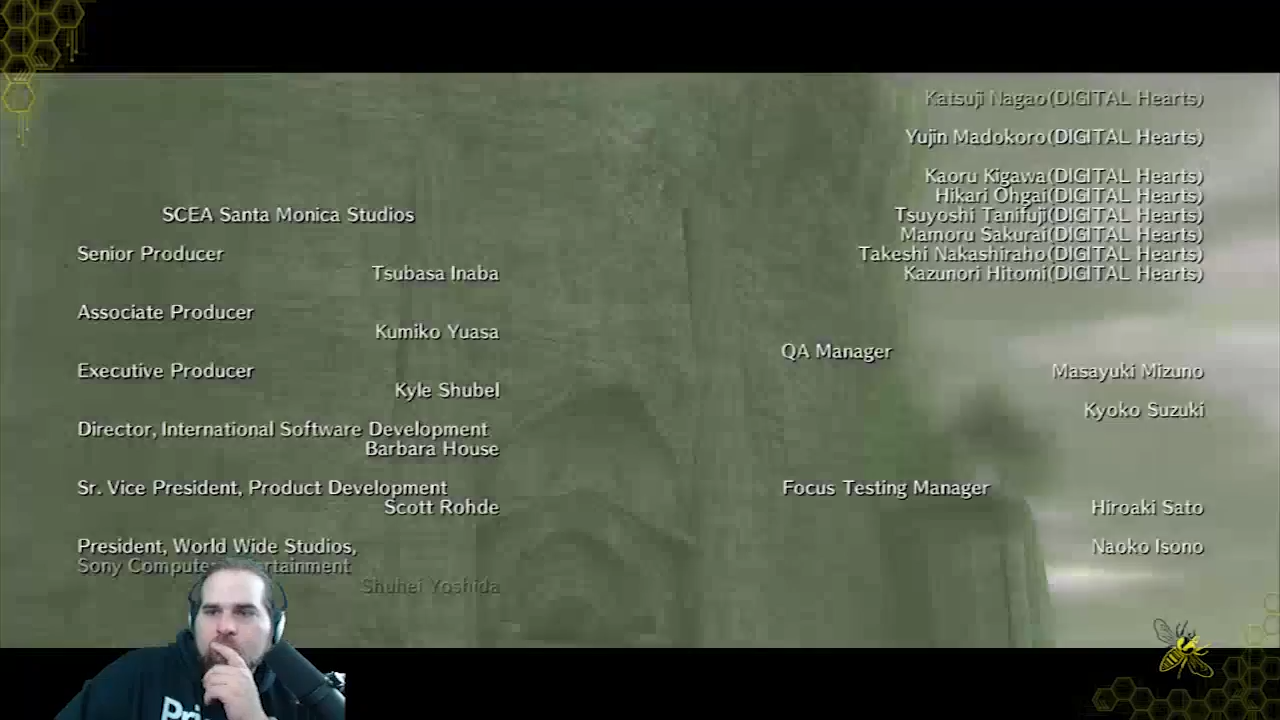 SCEA Santa Monica Studios
Senior Producer
Tsubasa Inaba
Associate Producer
Kumiko Yuasa
Executive Producer
Kyle Shubel
Director, International Software Development
Barbara House
Sr. Vice President, Product Development
Scott Rohde
President, World Wide Studios,
Sony
Shuhei Yoshida
Katsuji Nagao(DIGITAL Hearts)
Yujin Madokoro(DIGITAL Hearts)
Kaoru Kigawa(DIGITAL Hearts)
Hikari Ohgai(DIGITAL Hearts)
Tsuyoshi Tanifuji(DIGITAL Hearts)
Mamoru Sakurai(DIGITAL Hearts)
Takeshi Nakashiraho(DIGITAL Hearts)
Kazunori Hitomi(DIGITAL Hearts)
QA Manager
Masayuki Mizuno
Kyoko Suzuki
Focus Testing Manager
Hiroaki Sato
Naoko Isono